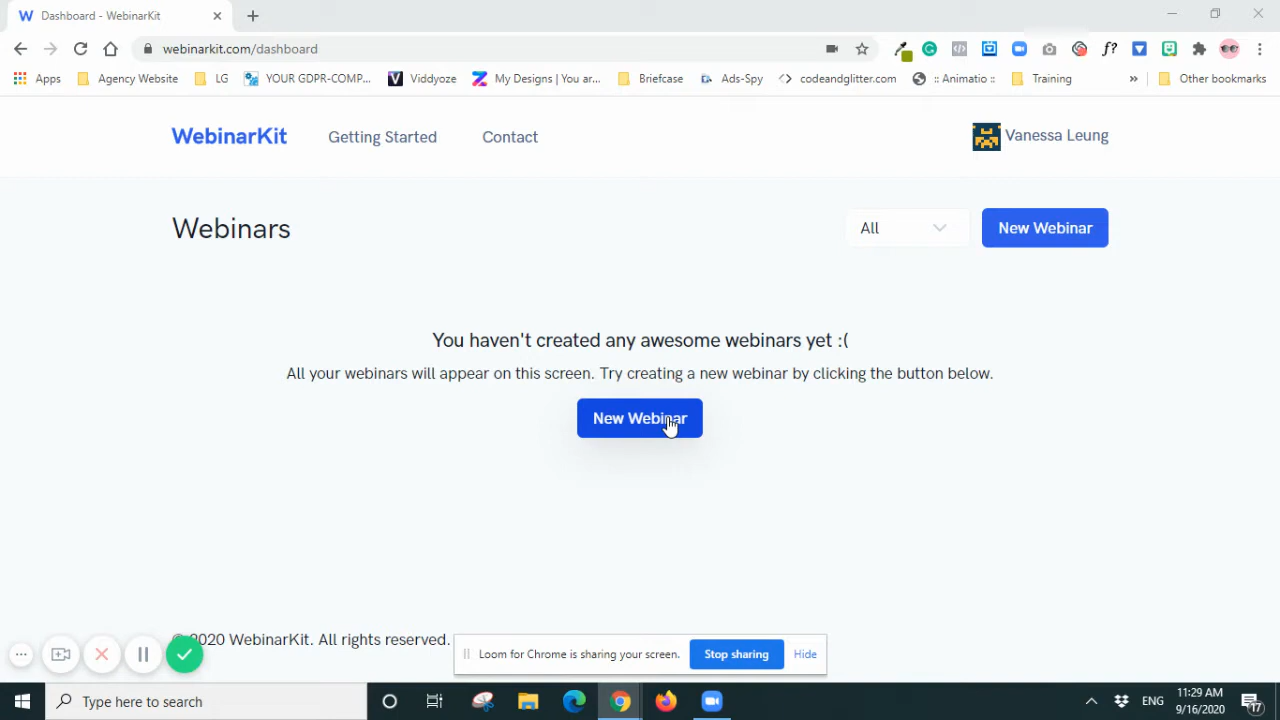 Dashboard - WebinarKit
webinarkit.com/dashboard
Apps Agency Website LG YOUR GDPR-COMP... Viddyoze My Designs | You ar... Briefcase Ads-Spy codeandglitter.com :: Animatio :: Training » Other bookmarks
WebinarKit Getting Started Contact Vanessa Leung
Webinars All New Webinar
You haven't created any awesome webinars yet :(
All your webinars will appear on this screen. Try creating a new webinar by clicking the button below.
New Webinar
© 2020 WebinarKit. All rights reserved.
Loom for Chrome is sharing your screen. Stop sharing Hide
Type here to search
ENG
11:29 AM
9/16/2020
17